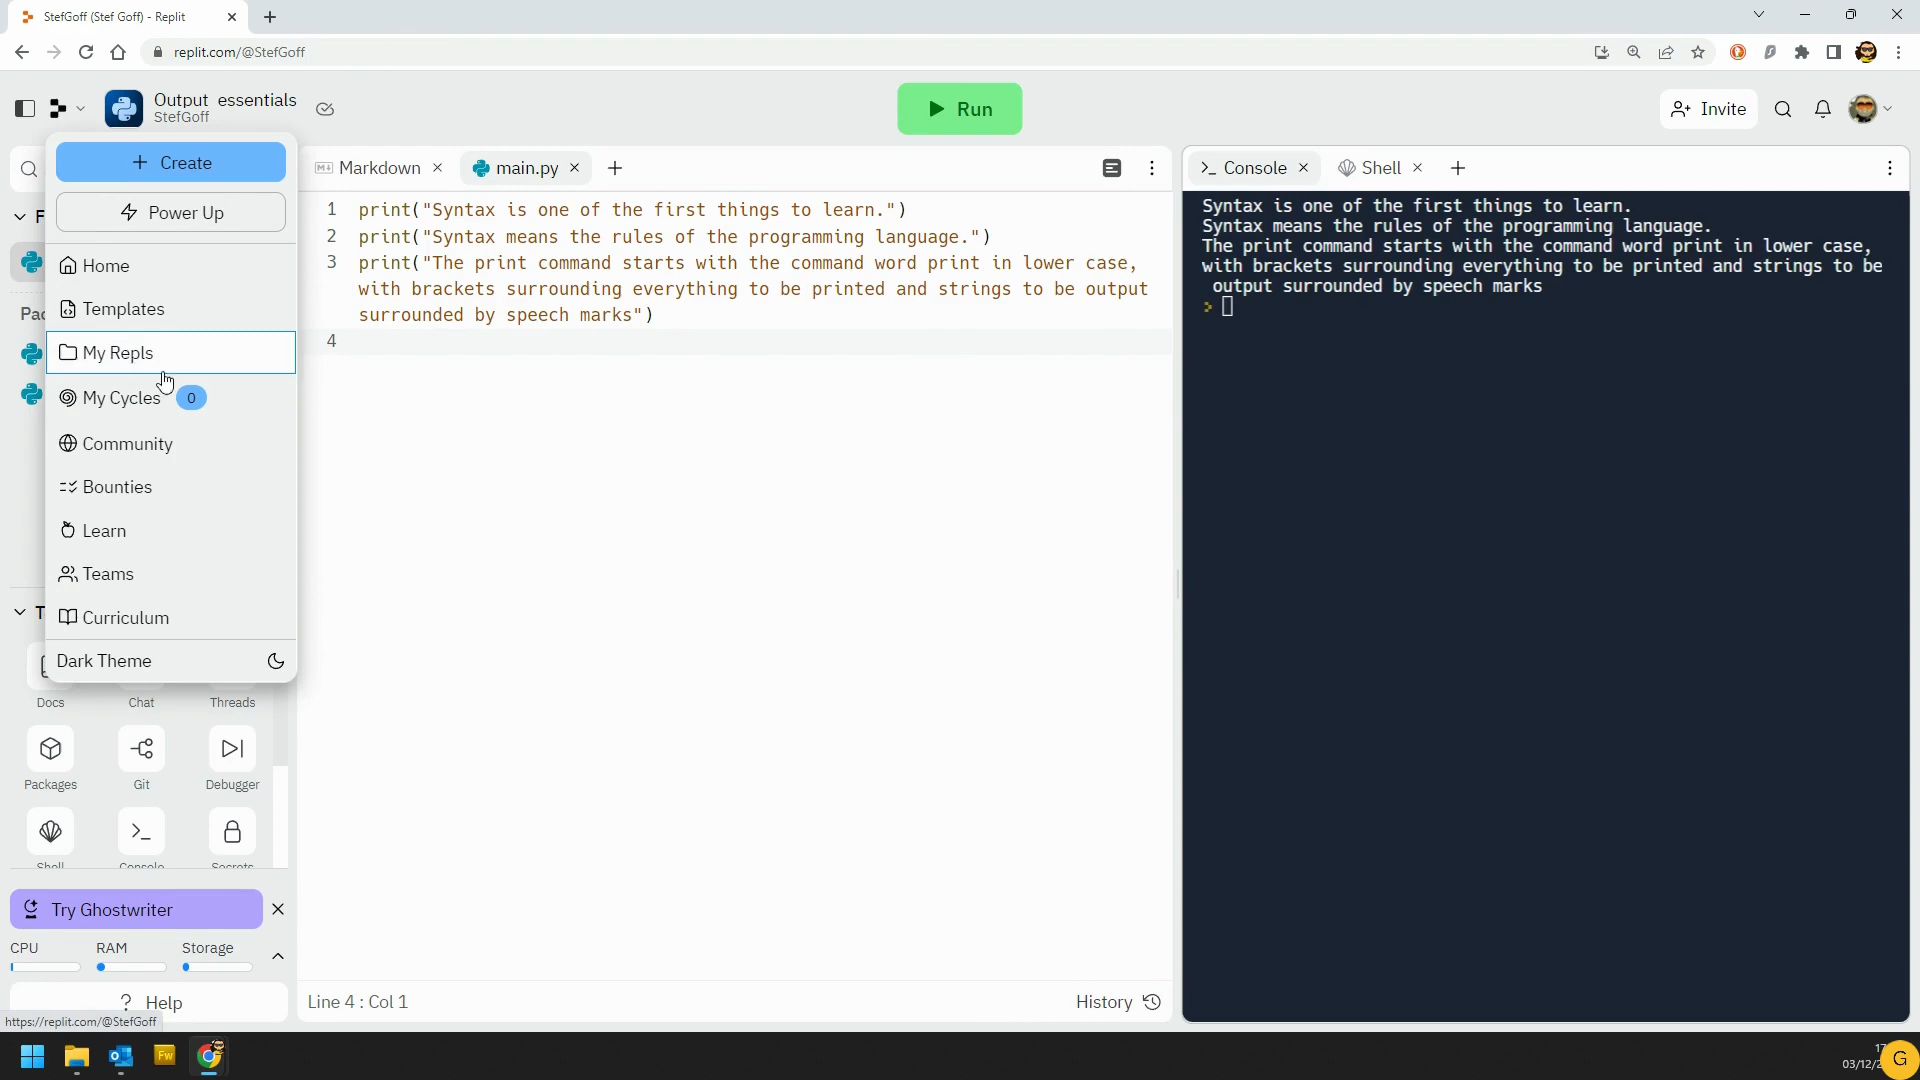 StefGoff (Stef Goff) - Replit
replit.com/@StefGoff
Output essentials
StefGoff
Run
Invite
Create
Power Up
Home
Templates
My Repls
My Cycles 0
Community
Bounties
Learn
Teams
Curriculum
Dark Theme
F
Pac
T
Docs
Chat
Threads
Packages
Git
Debugger
Shell
Console
Secrets
Try Ghostwriter
CPU
RAM
Storage
? Help
https://replit.com/@StefGoff
Markdown
main.py
1 print("Syntax is one of the first things to learn.")
2 print("Syntax means the rules of the programming language.")
3 print("The print command starts with the command word print in lower case,
with brackets surrounding everything to be printed and strings to be output
surrounded by speech marks")
4
Line 4 : Col 1
History
Console
Shell
Syntax is one of the first things to learn.
Syntax means the rules of the programming language.
The print command starts with the command word print in lower case,
with brackets surrounding everything to be printed and strings to be
output surrounded by speech marks
Fw
03/12/
G